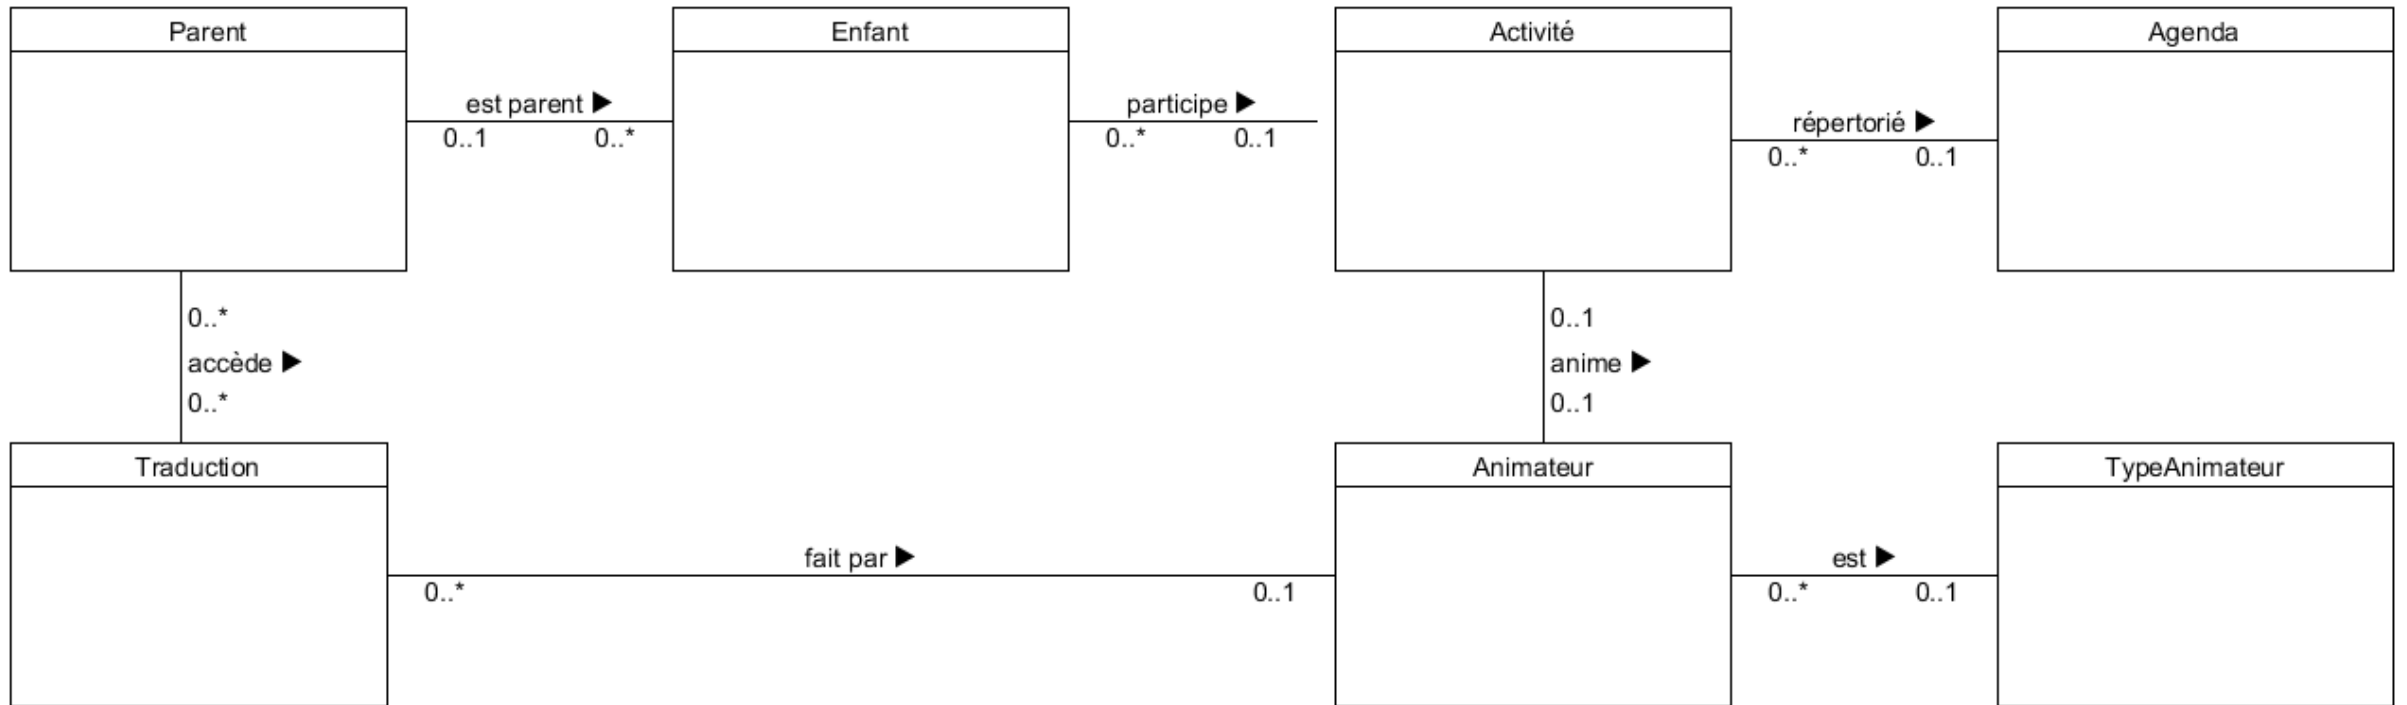 Parent
Enfant
Activité
Agenda
est parent ▶
0..1
0..*
participe ▶
0..*
0..1
répertorié ▶
0..*
0..1
0..*
accède ▶
0..*
0..1
anime ▶
0..1
Traduction
Animateur
TypeAnimateur
fait par ▶
0..*
0..1
est ▶
0..*
0..1